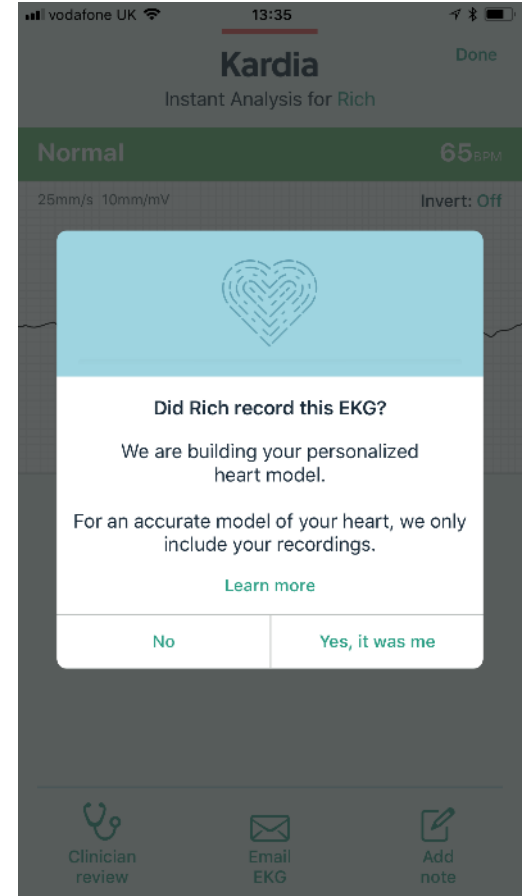 vodafone UK 13:35
Kardia
Done
Instant Analysis for Rich
Normal 65BPM
25mm/s 10mm/mV Invert: Off
Did Rich record this EKG?
We are building your personalized
heart model.
For an accurate model of your heart, we only
include your recordings.
Learn more
No Yes, it was me
Clinician
review
Email
EKG
Add
note